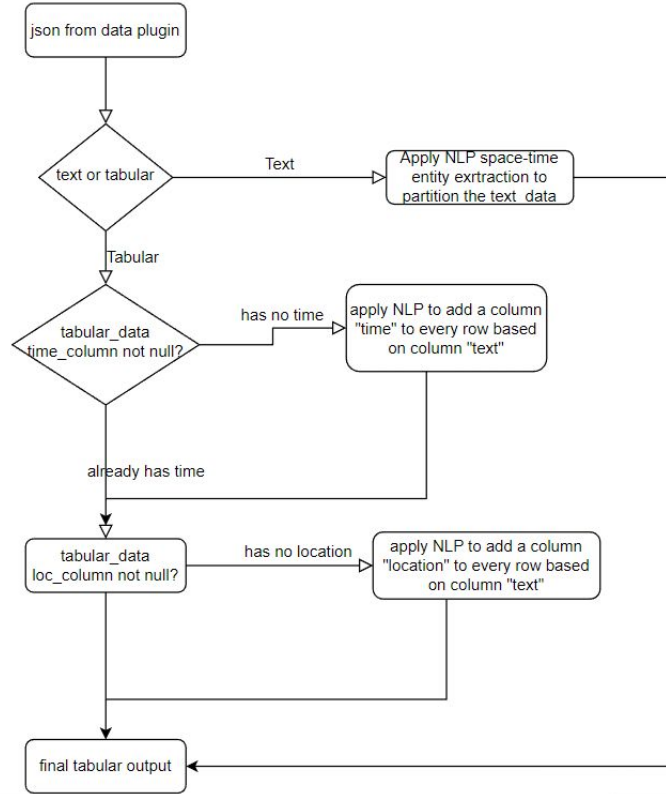 json from data plugin
Text
Apply NLP space-time
entity exrtraction to
partition the text_data
text or tabular
Tabular
has no time
apply NLP to add a column
"time" to every row based
on column "text"
tabular_data
time_column not null?
already has time
has no location
apply NLP to add a column
"location" to every row based
on column "text"
tabular_data
loc_column not null?
final tabular output